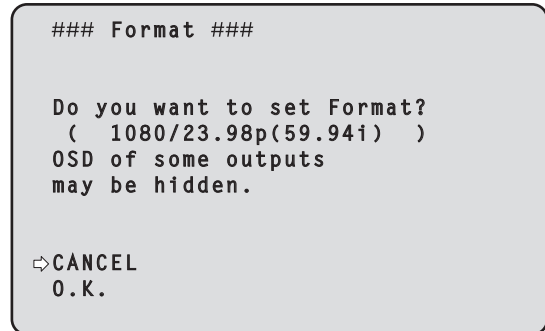 ### Format ###
Do you want to set Format?
( 1080/23.98p(59.94i) )
OSD of some outputs
may be hidden.
⇨CANCEL
O.K.